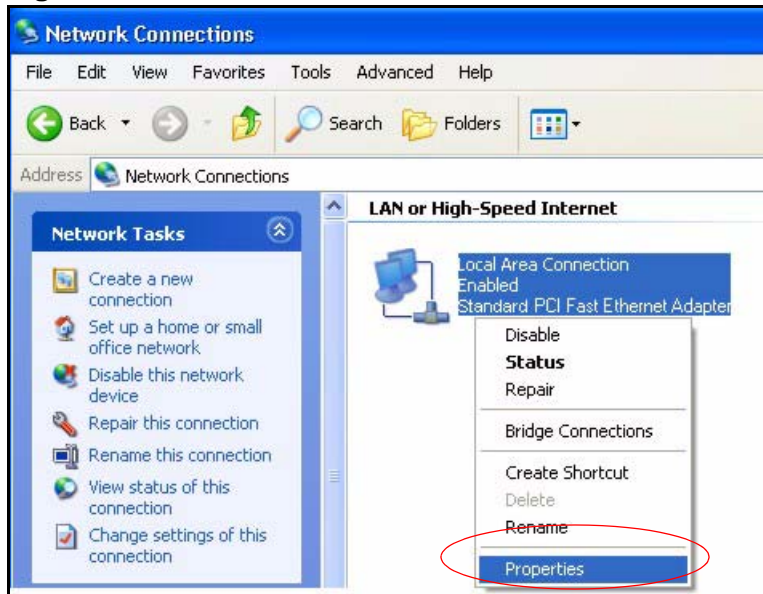 Network Connections
File Edit View Favorites Tools Advanced Help
Back Search Folders
Address Network Connections
Network Tasks
Create a new
connection
Set up a home or small
office network
Disable this network
device
Repair this connection
Rename this connection
View status of this
connection
Change settings of this
connection
LAN or High-Speed Internet
Local Area Connection
Enabled
Standard PCI Fast Ethernet Adapter
Disable
Status
Repair
Bridge Connections
Create Shortcut
Delete
Rename
Properties